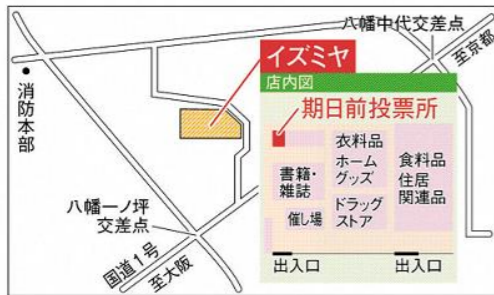 八幡中代交差点
至京都
イズミヤ
店内図
期日前投票所
消防本部
衣料品
ホーム
グッズ
食料品
住居
関連品
書籍・
雑誌
ドラッグ
ストア
催し場
八幡一ノ坪
交差点
国道1号
至大阪
出入口
出入口